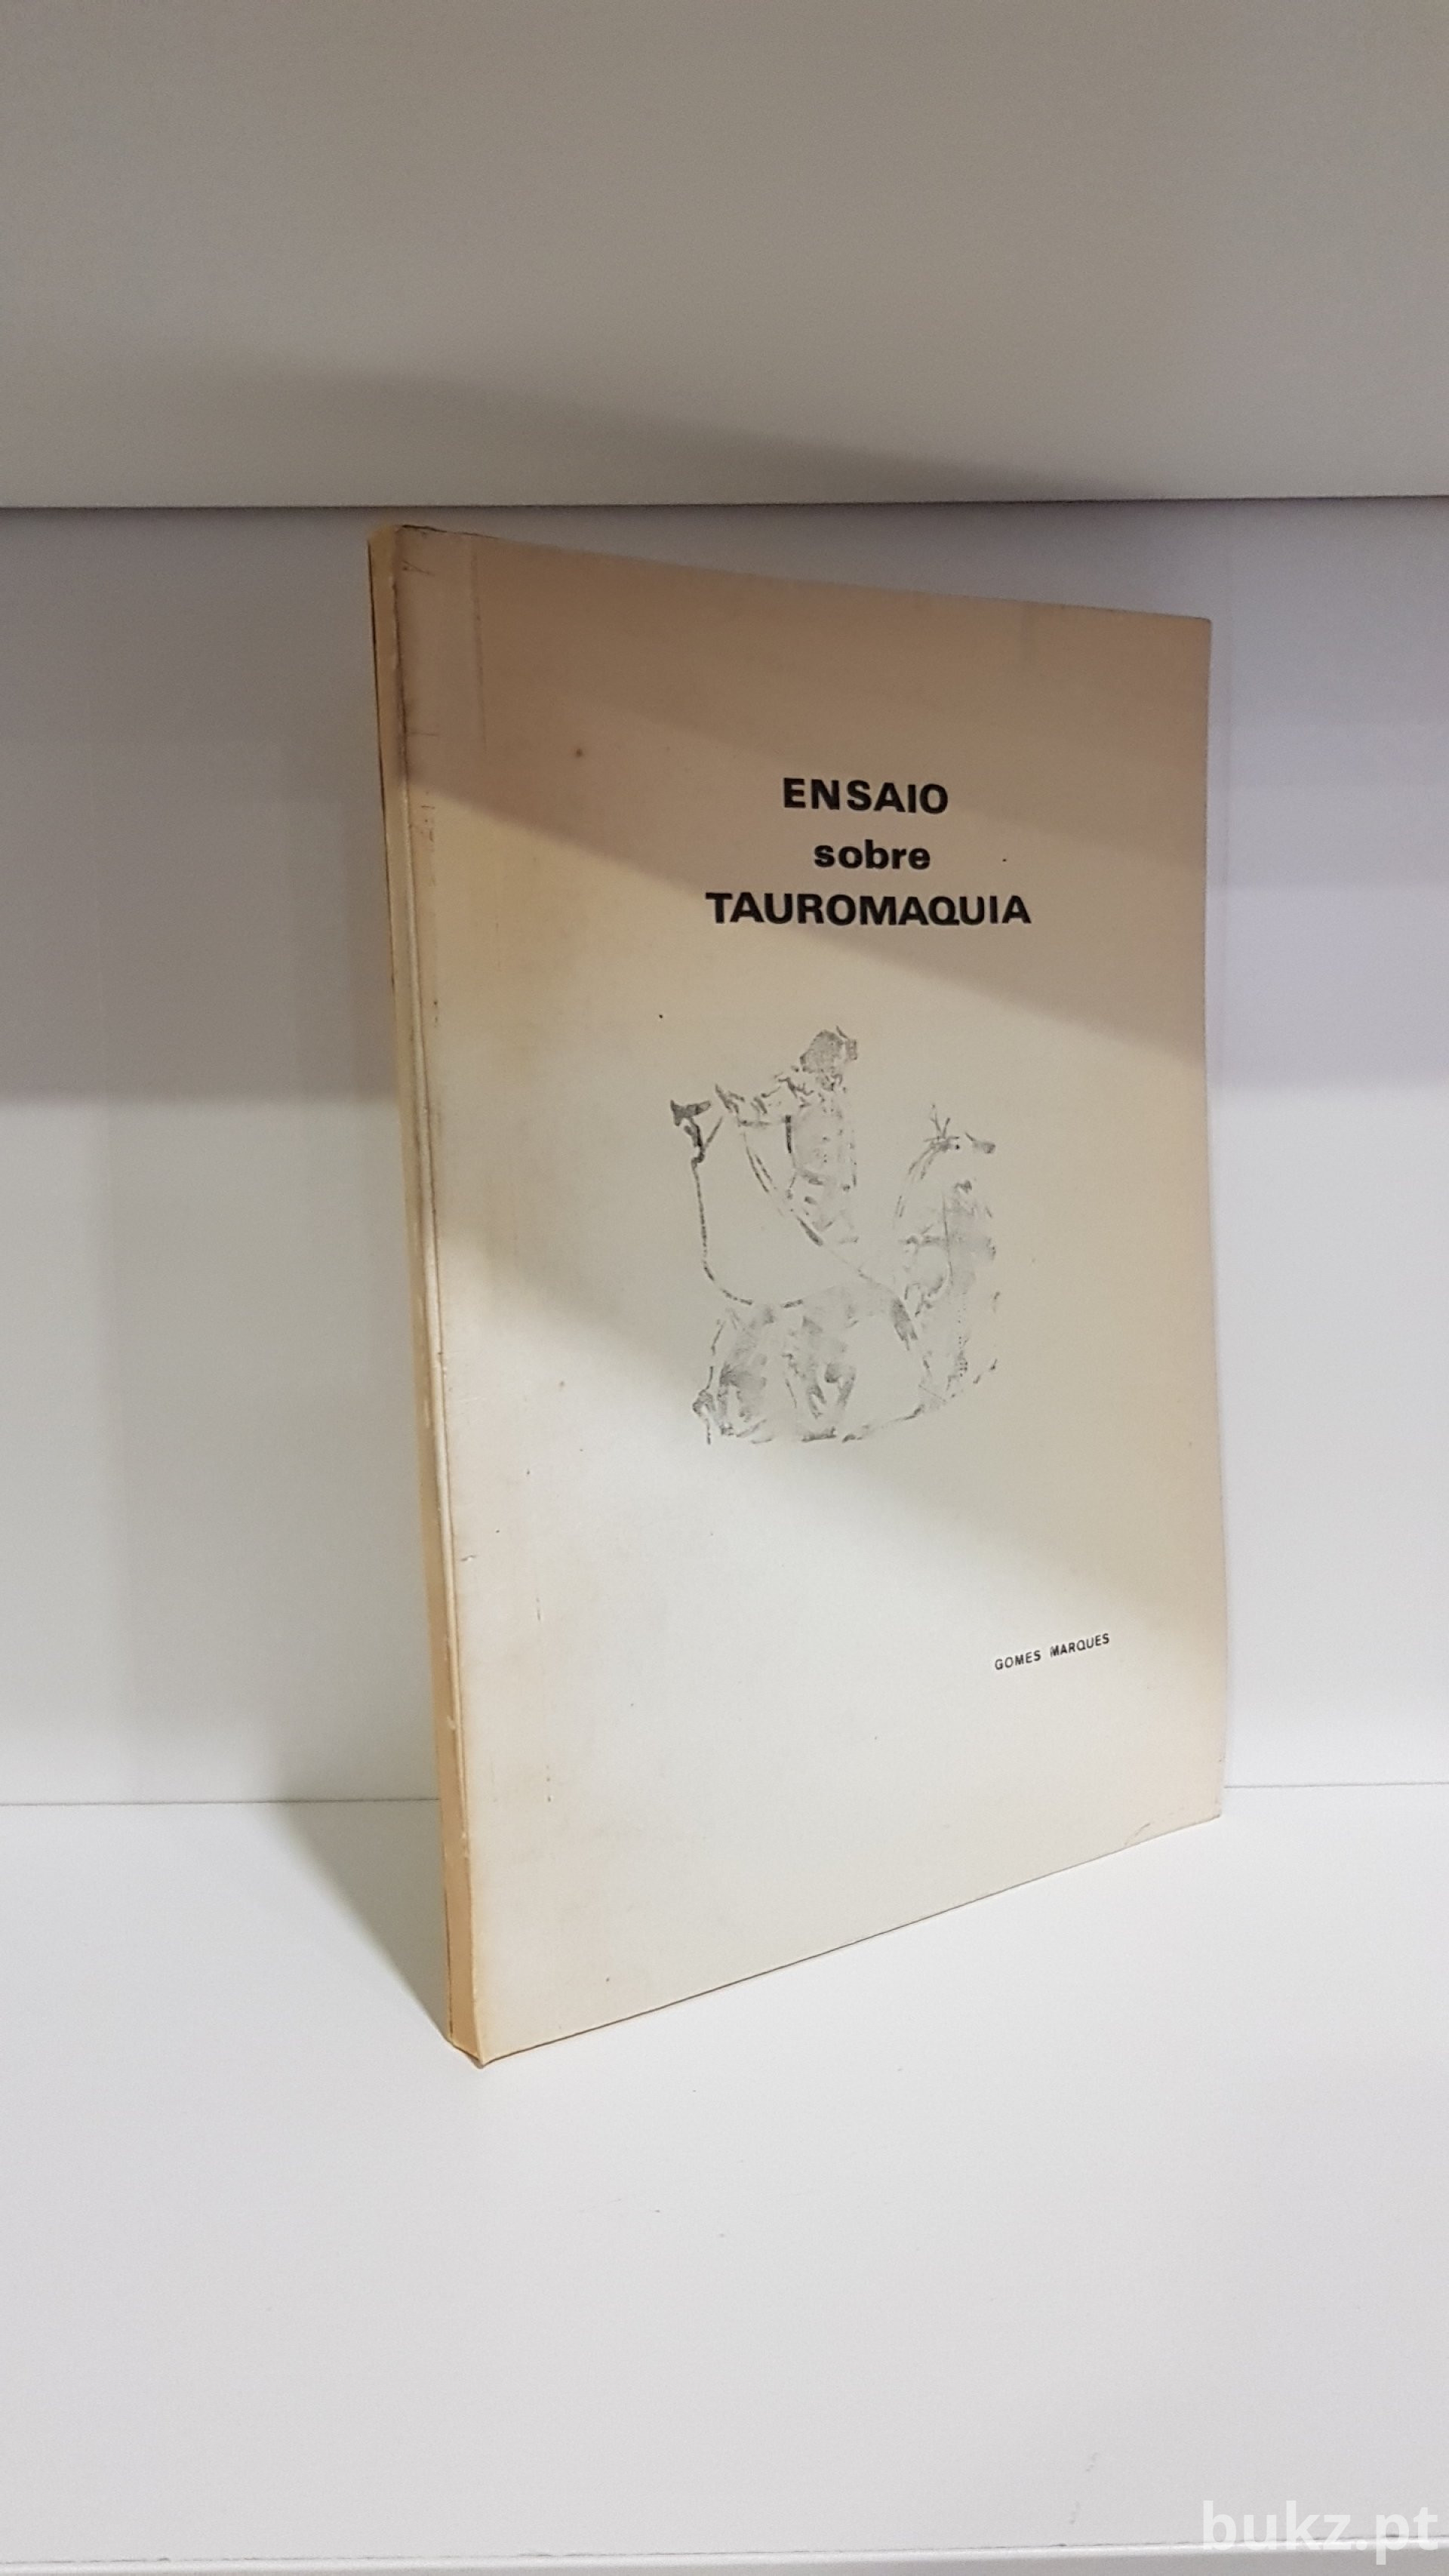 ENSAIO
sobre
TAUROMAQUIA
GOMES MARQUES
bukz.pt